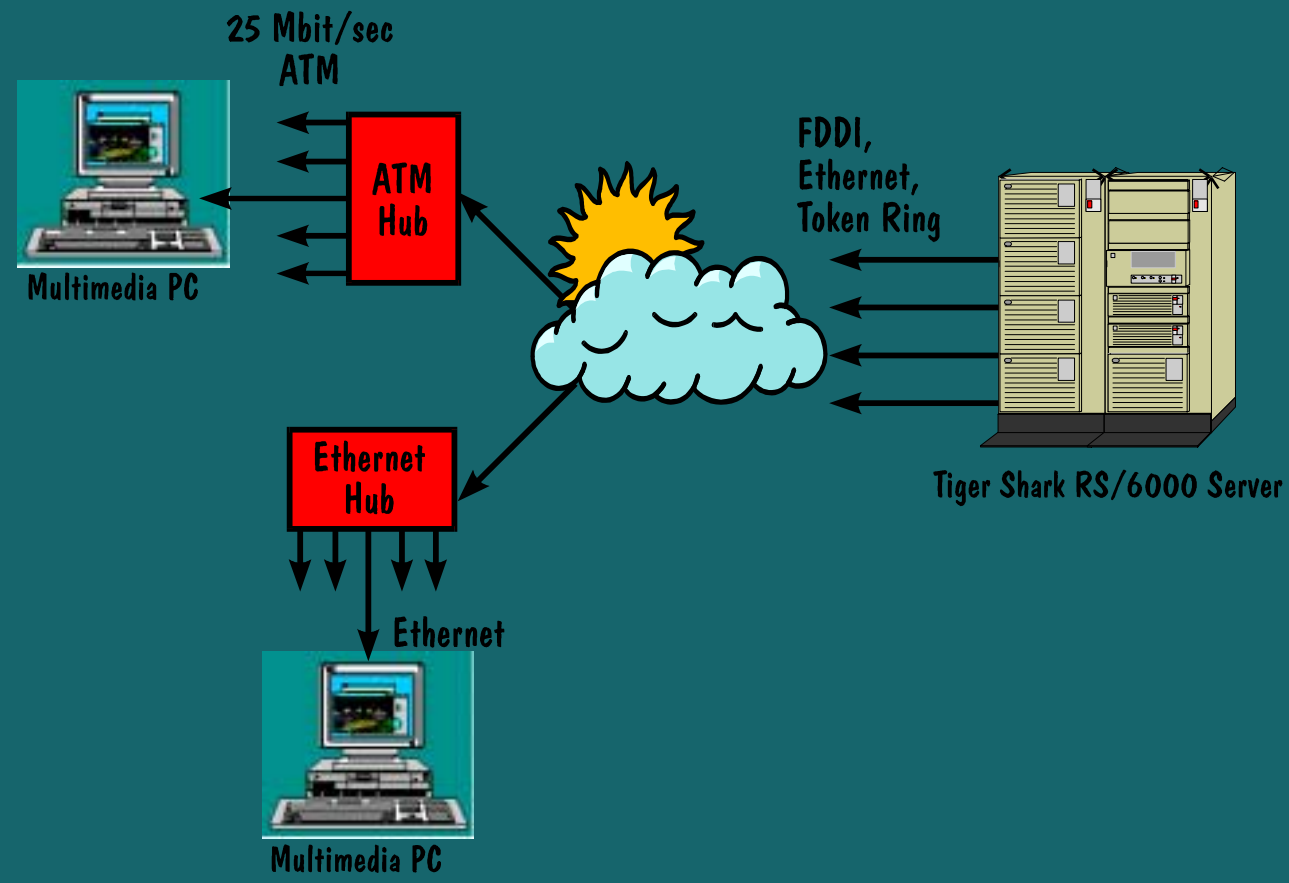 25 Mbit/sec
ATM
Multimedia PC
ATM
Hub
FDDI,
Ethernet,
Token Ring
Tiger Shark RS/6000 Server
Ethernet
Hub
Ethernet
Multimedia PC